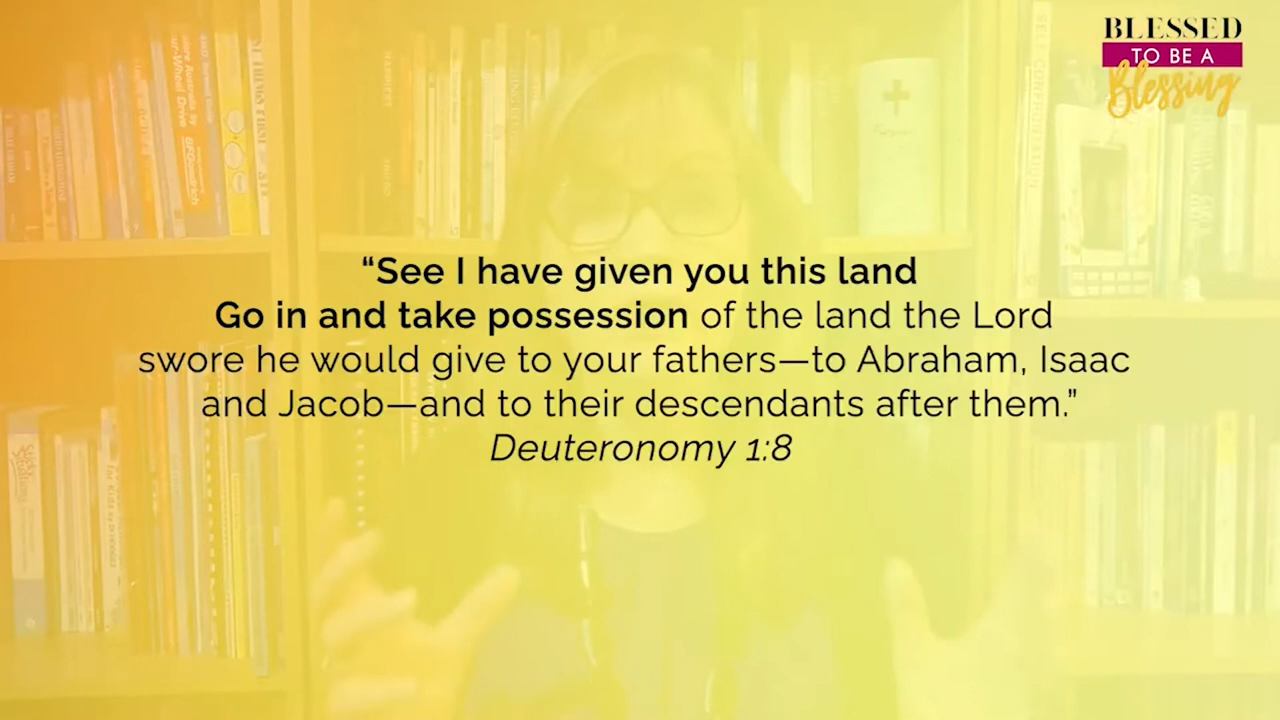 BLESSED
TO BE A
Blessing
“See I have given you this land
Go in and take possession of the land the Lord
swore he would give to your fathers—to Abraham, Isaac
and Jacob—and to their descendants after them.”
Deuteronomy 1:8